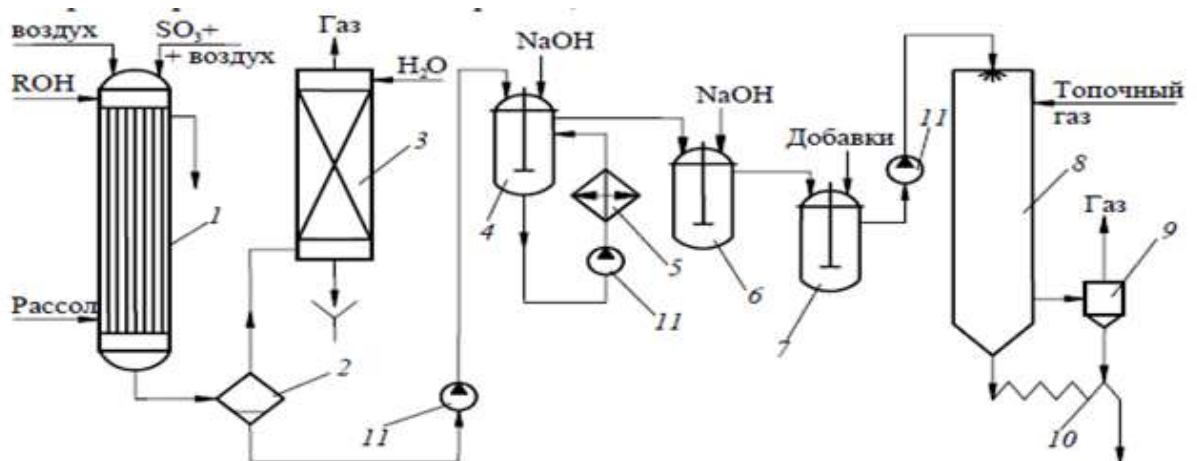 воздух
SO3+
+ воздух
ROH
Рассол
1
2
Газ
H2O
3
11
NaOH
4
5
11
NaOH
6
Добавки
7
11
Топочный
газ
8
Газ
9
10